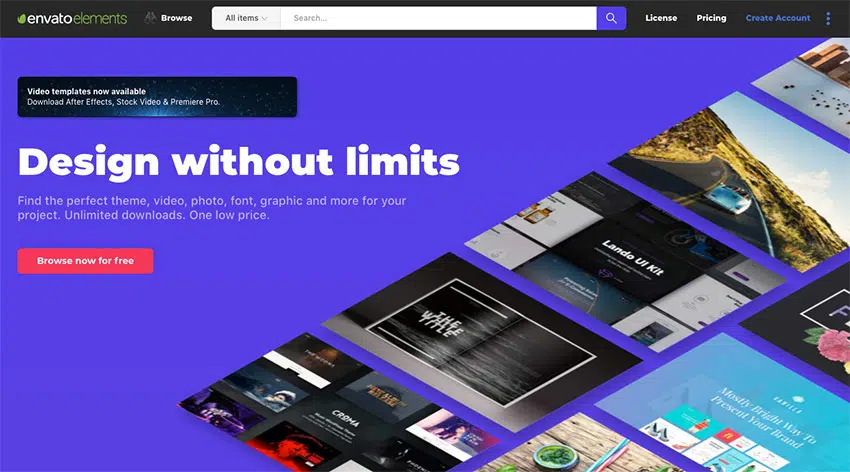 envatoelements
Browse
All items
Search...
License
Pricing
Create Account
Video templates now available
Download After Effects, Stock Video & Premiere Pro.
Design without limits
Find the perfect theme, video, photo, font, graphic and more for your
project. Unlimited downloads. One low price.
Browse now for free
Lando UI Kit
CRDMA
VANILLA
Mostly Bright Way To
Present Your Brand!